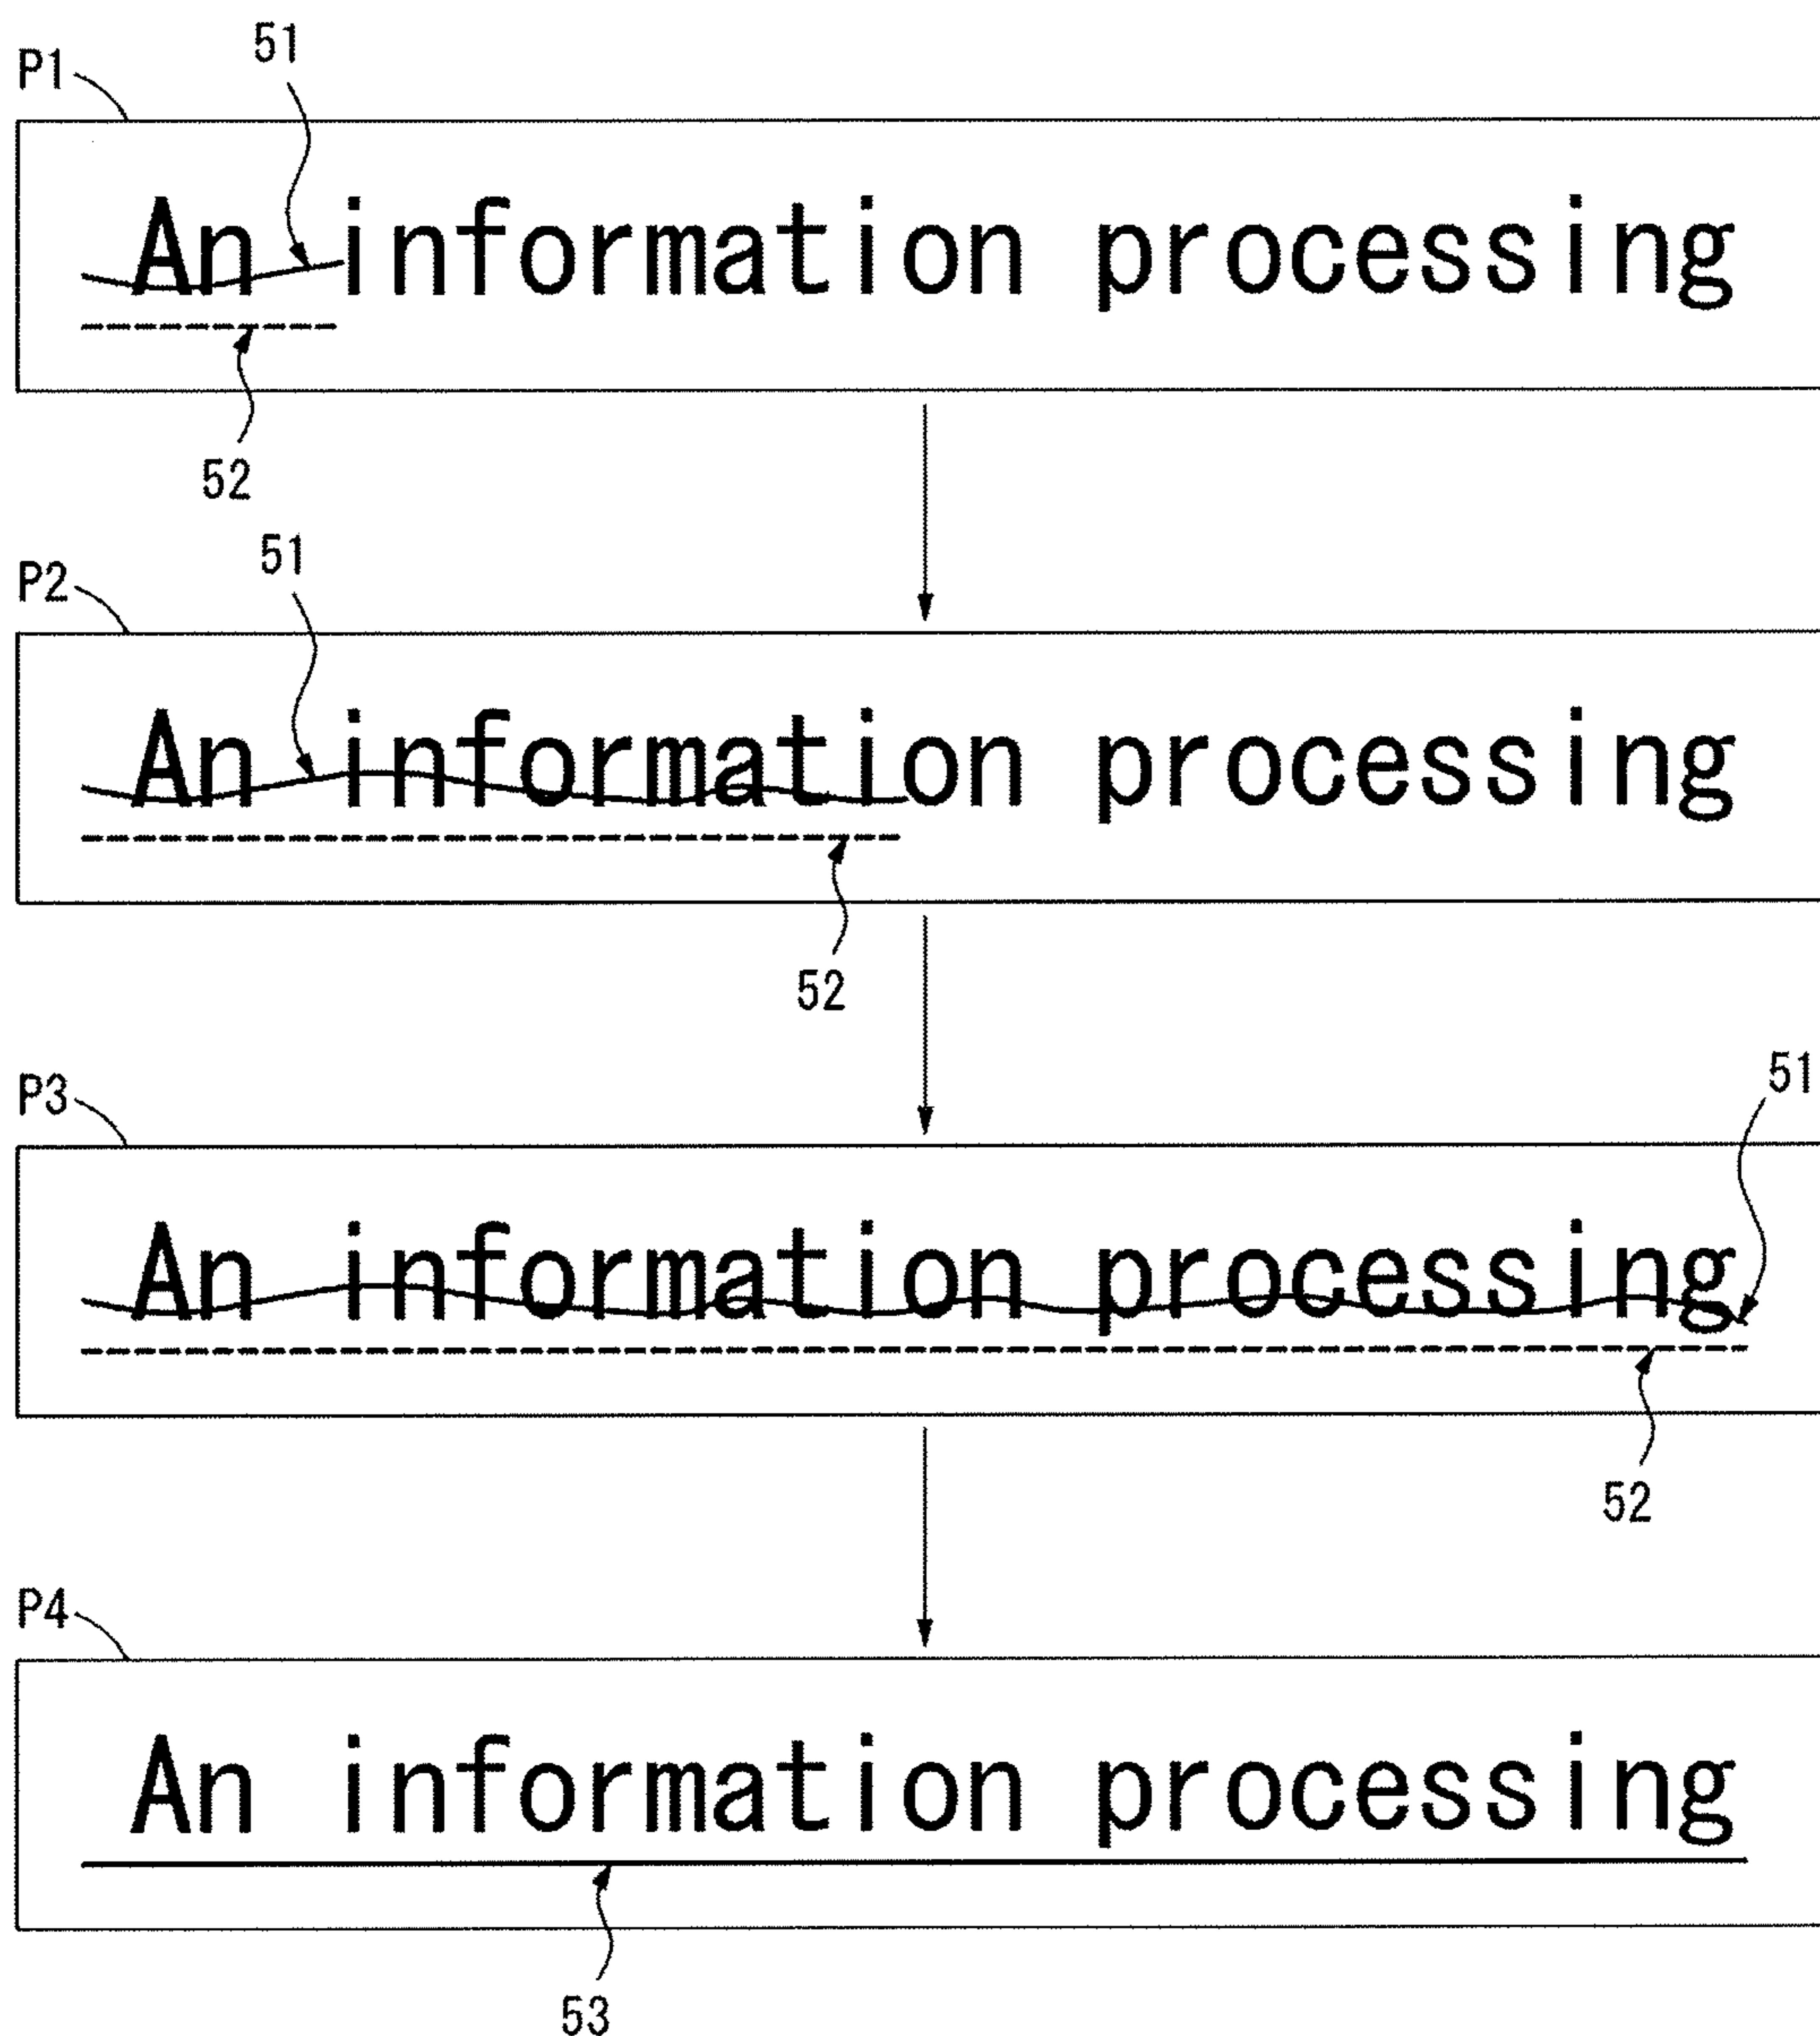 51
P1
An information processing
52
51
P2
An information processing
52
51
P3
An information processing
52
P4
An information processing
53